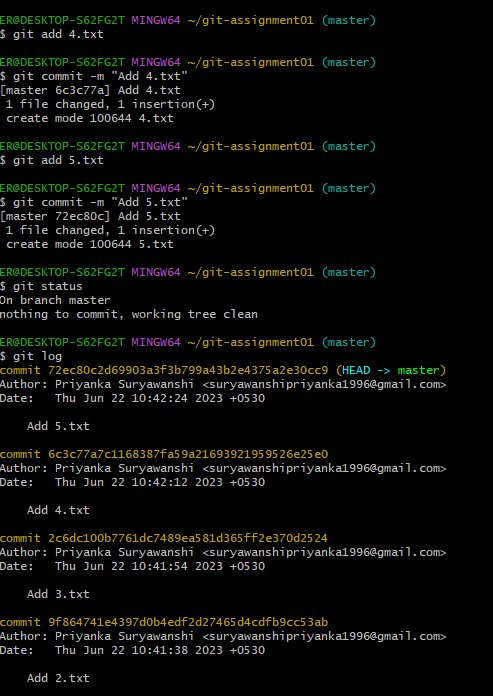 ER@DESKTOP-S62FG2T MINGW64 ~/git-assignment01 (master)
$ git add 4.txt
ER@DESKTOP-S62FG2T MINGW64 ~/git-assignment01 (master)
$ git commit -m "Add 4.txt"
[master 6c3c77a] Add 4.txt
1 file changed, 1 insertion(+)
create mode 100644 4.txt
ER@DESKTOP-S62FG2T MINGW64 ~/git-assignment01 (master)
$ git add 5.txt
ER@DESKTOP-S62FG2T MINGW64 ~/git-assignment01 (master)
$ git commit -m "Add 5.txt"
[master 72ec80c] Add 5.txt
1 file changed, 1 insertion(+)
create mode 100644 5.txt
ER@DESKTOP-S62FG2T MINGW64 ~/git-assignment01 (master)
$ git status
On branch master
nothing to commit, working tree clean
ER@DESKTOP-S62FG2T MINGW64 ~/git-assignment01 (master)
$ git log
commit 72ec80c2d69903a3f3b799a43b2e4375a2e30cc9 (HEAD -> master)
Author: Priyanka Suryawanshi <suryawanshipriyanka1996@gmail.com>
Date:   Thu Jun 22 10:42:24 2023 +0530
Add 5.txt
commit 6c3c77a7c1168387fa59a21693921959526e25e0
Author: Priyanka Suryawanshi <suryawanshipriyanka1996@gmail.com>
Date:   Thu Jun 22 10:42:12 2023 +0530
Add 4.txt
commit 2c6dc100b7761dc7489ea581d365ff2e370d2524
Author: Priyanka Suryawanshi <suryawanshipriyanka1996@gmail.com>
Date:   Thu Jun 22 10:41:54 2023 +0530
Add 3.txt
commit 9f864741e4397d0b4edf2d27465d4cdfb9cc53ab
Author: Priyanka Suryawanshi <suryawanshipriyanka1996@gmail.com>
Date:   Thu Jun 22 10:41:38 2023 +0530
Add 2.txt